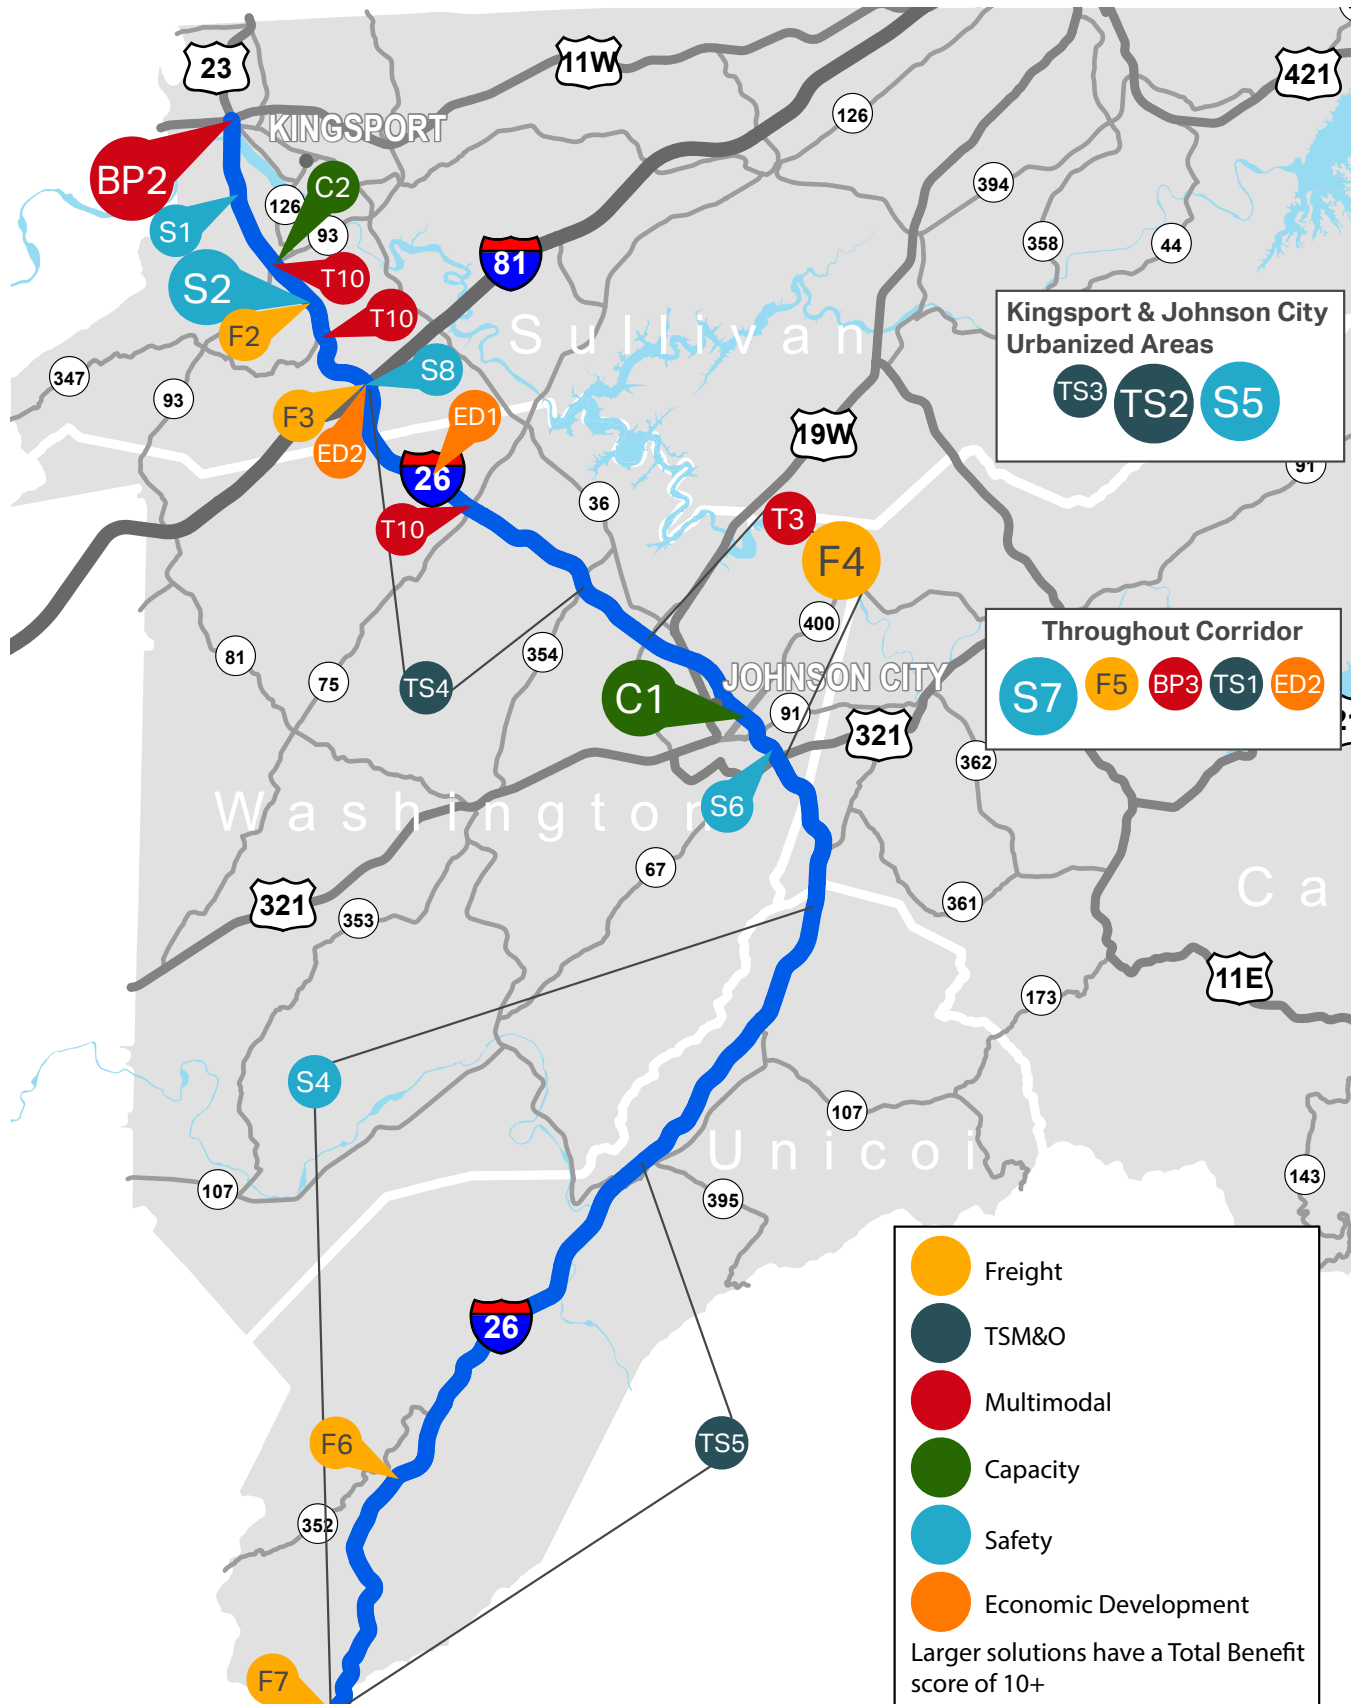 23
11W
421
KINGSPORT
126
BP2
C2
126
394
S1
93
358
44
81
T10
S2
F2
T10
Sullivan
Kingsport & Johnson City
Urbanized Areas
TS3
TS2
S5
347
S8
93
F3
ED1
ED2
19W
26
91
36
T10
T3
F4
400
Throughout Corridor
S7
F5
BP3
TS1
ED2
81
354
75
TS4
JOHNSON CITY
C1
91
321
362
S6
Washington
67
Ca
321
353
361
11E
173
S4
107
Unicoi
107
395
143
26
Freight
TSM&O
Multimodal
F6
TS5
Capacity
352
Safety
Economic Development
Larger solutions have a Total Benefit
score of 10+
F7